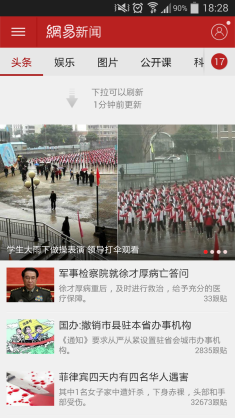 90% 18:28
網易新闻
头条 娱乐 图片 公开课 科 17
下拉可以刷新
1分钟前更新
学生大雨下做操表演 领导打伞观看
军事检察院就徐才厚病亡答问
徐才厚病重后，及时进行救治，给予充分的医
疗保障。
33跟贴
国办:撤销市县驻本省办事机构
《通知》要求从严从紧设置驻省会城市办事机
构。
2835跟贴
菲律宾四天内有四名华人遇害
其中1名女子家中遭奸杀，下身赤裸，头部和手
部受伤。
32673跟贴